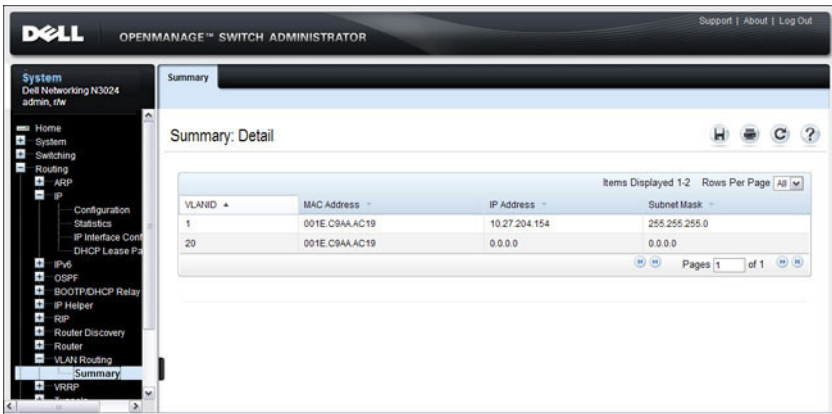 Support | About | Log Out
DELL
OPENMANAGE™ SWITCH ADMINISTRATOR
System
Dell Networking N3024
admin, r/w
Home
System
Switching
Routing
ARP
IP
Configuration
Statistics
IP Interface Conf
DHCP Lease Pa
IPv6
OSPF
BOOTP/DHCP Relay
IP Helper
RIP
Router Discovery
Router
VLAN Routing
Summary
VRRP
Summary
Summary: Detail
Items Displayed 1-2 Rows Per Page All
VLANID MAC Address IP Address Subnet Mask
1 001E.C9AA.AC19 10.27.204.154 255.255.255.0
20 001E.C9AA.AC19 0.0.0.0 0.0.0.0
Pages 1 of 1